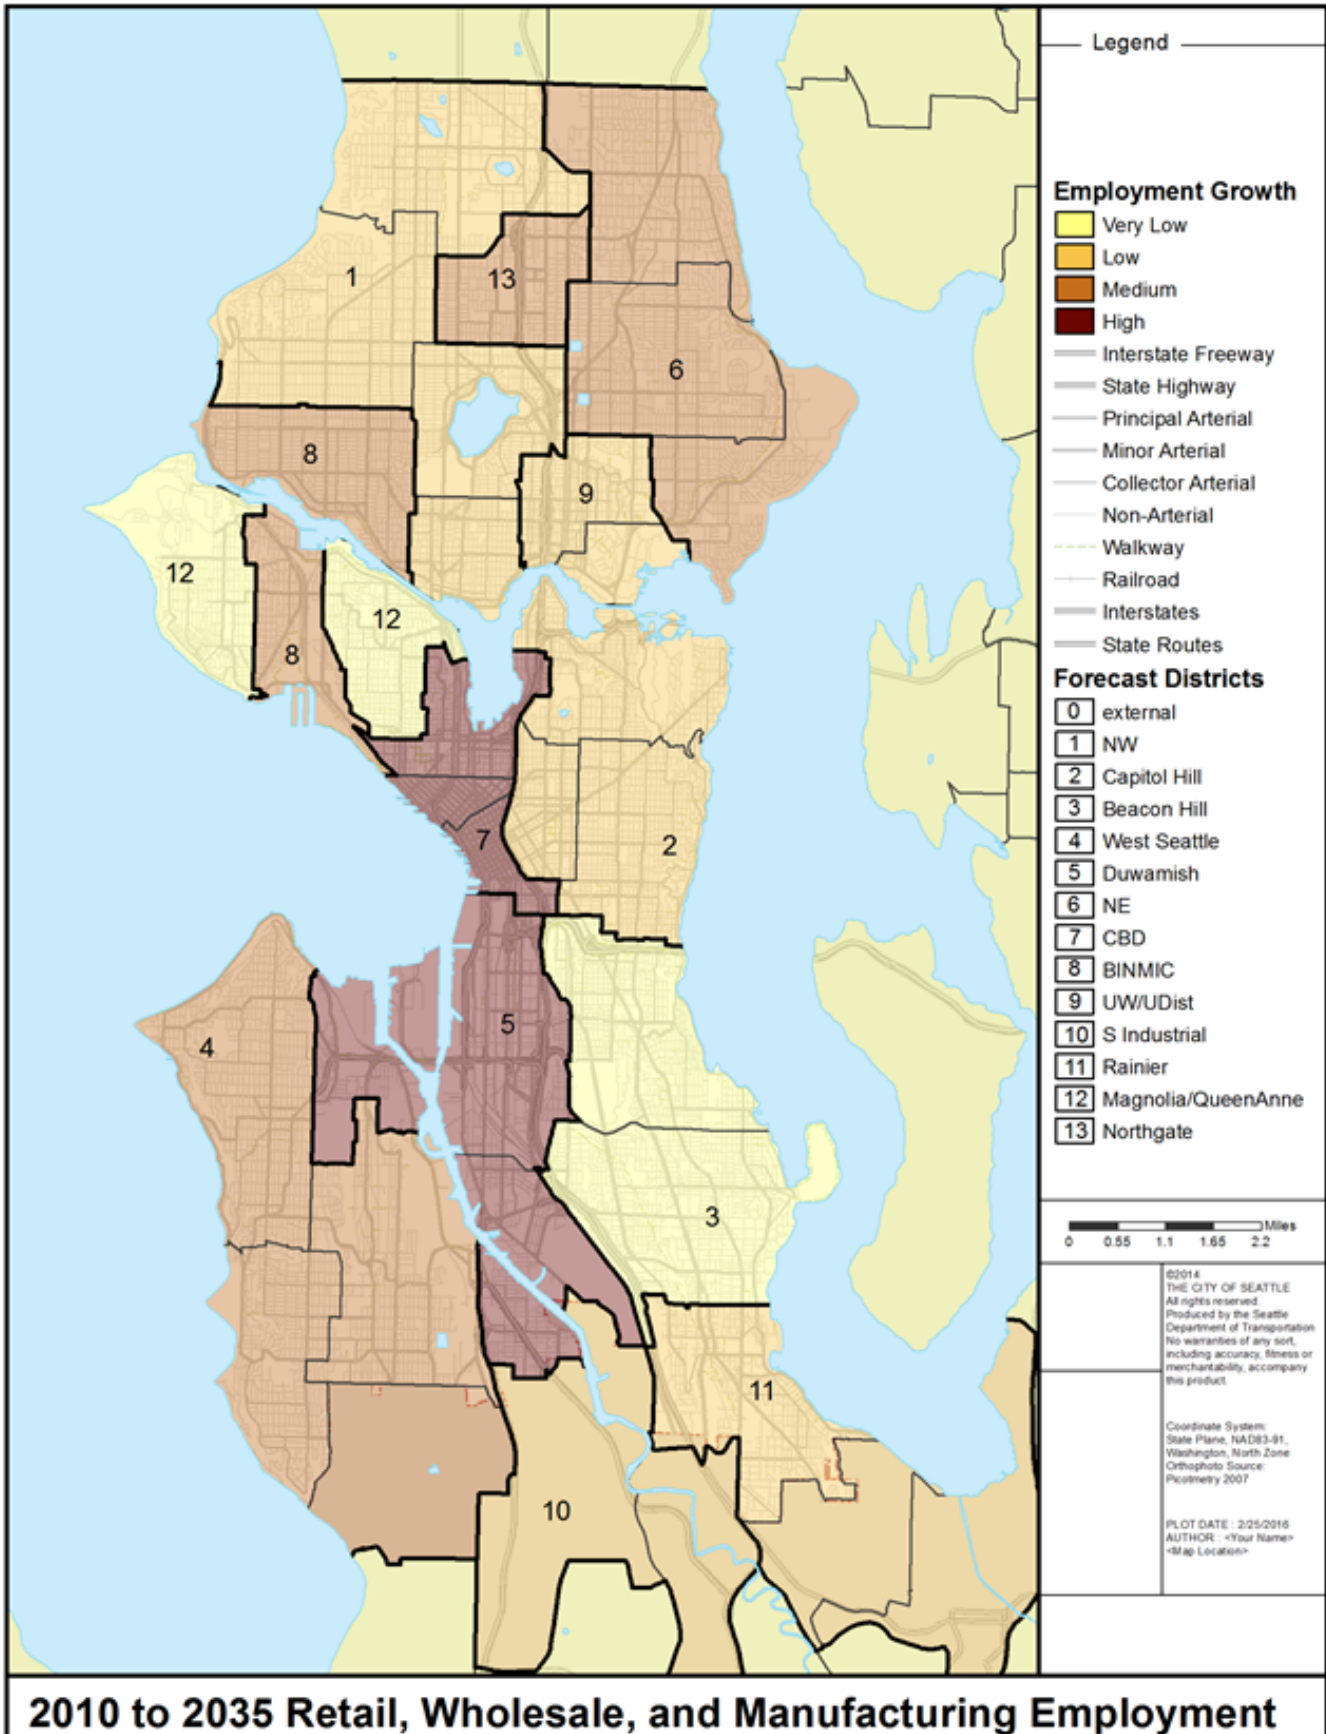 Legend
Employment Growth
Very Low
Low
Medium
High
Interstate Freeway
State Highway
Principal Arterial
Minor Arterial
Collector Arterial
Non-Arterial
Walkway
Railroad
Interstates
State Routes
Forecast Districts
0 external
1 NW
2 Capitol Hill
3 Beacon Hill
4 West Seattle
5 Duwamish
6 NE
7 CBD
8 BINMIC
9 UW/UDist
10 S Industrial
11 Rainier
12 Magnolia/QueenAnne
13 Northgate
Miles
0 0.55 1.1 1.65 2.2
©2014
THE CITY OF SEATTLE
All rights reserved.
Produced by the Seattle
Department of Transportation
No warranties of any sort,
including accuracy, fitness or
merchantability, accompany
this product.
Coordinate System:
State Plane, NAD83-91,
Washington, North Zone
Orthophoto Source:
Pictometry 2007
PLOT DATE : 2/25/2016
AUTHOR : <Your Name>
<Map Location>
1
13
6
8
9
12
12
8
7
2
5
4
3
11
10
2010 to 2035 Retail, Wholesale, and Manufacturing Employment